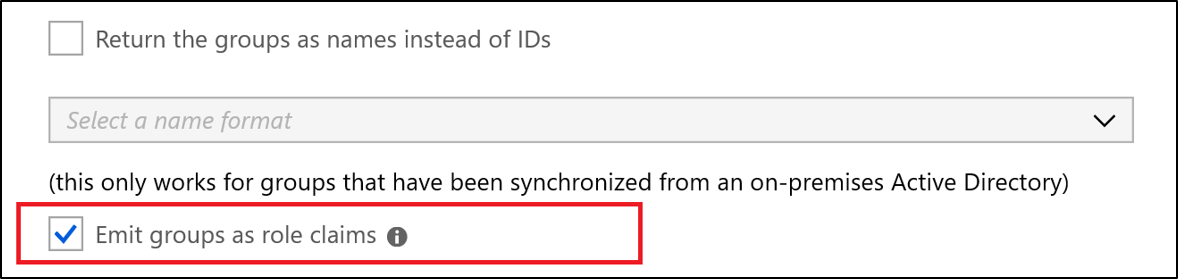 Return the groups as names instead of IDs
Select a name format
(this only works for groups that have been synchronized from an on-premises Active Directory)
Emit groups as role claims